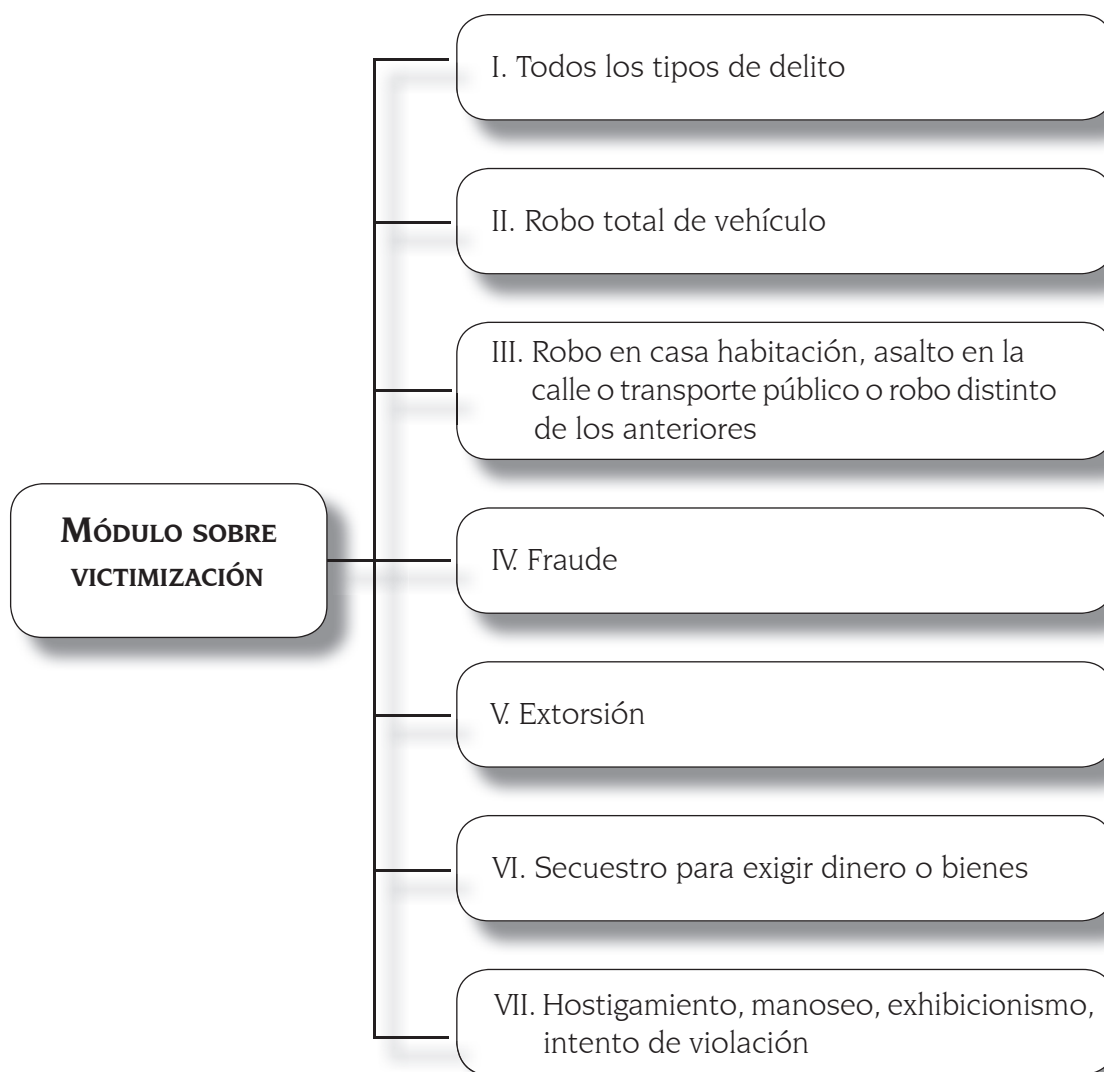 I. Todos los tipos de delito
II. Robo total de vehículo
III. Robo en casa habitación, asalto en la
calle o transporte público o robo distinto
de los anteriores
MÓDULO SOBRE
VICTIMIZACIÓN
IV. Fraude
V. Extorsión
VI. Secuestro para exigir dinero o bienes
VII. Hostigamiento, manoseo, exhibicionismo,
intento de violación